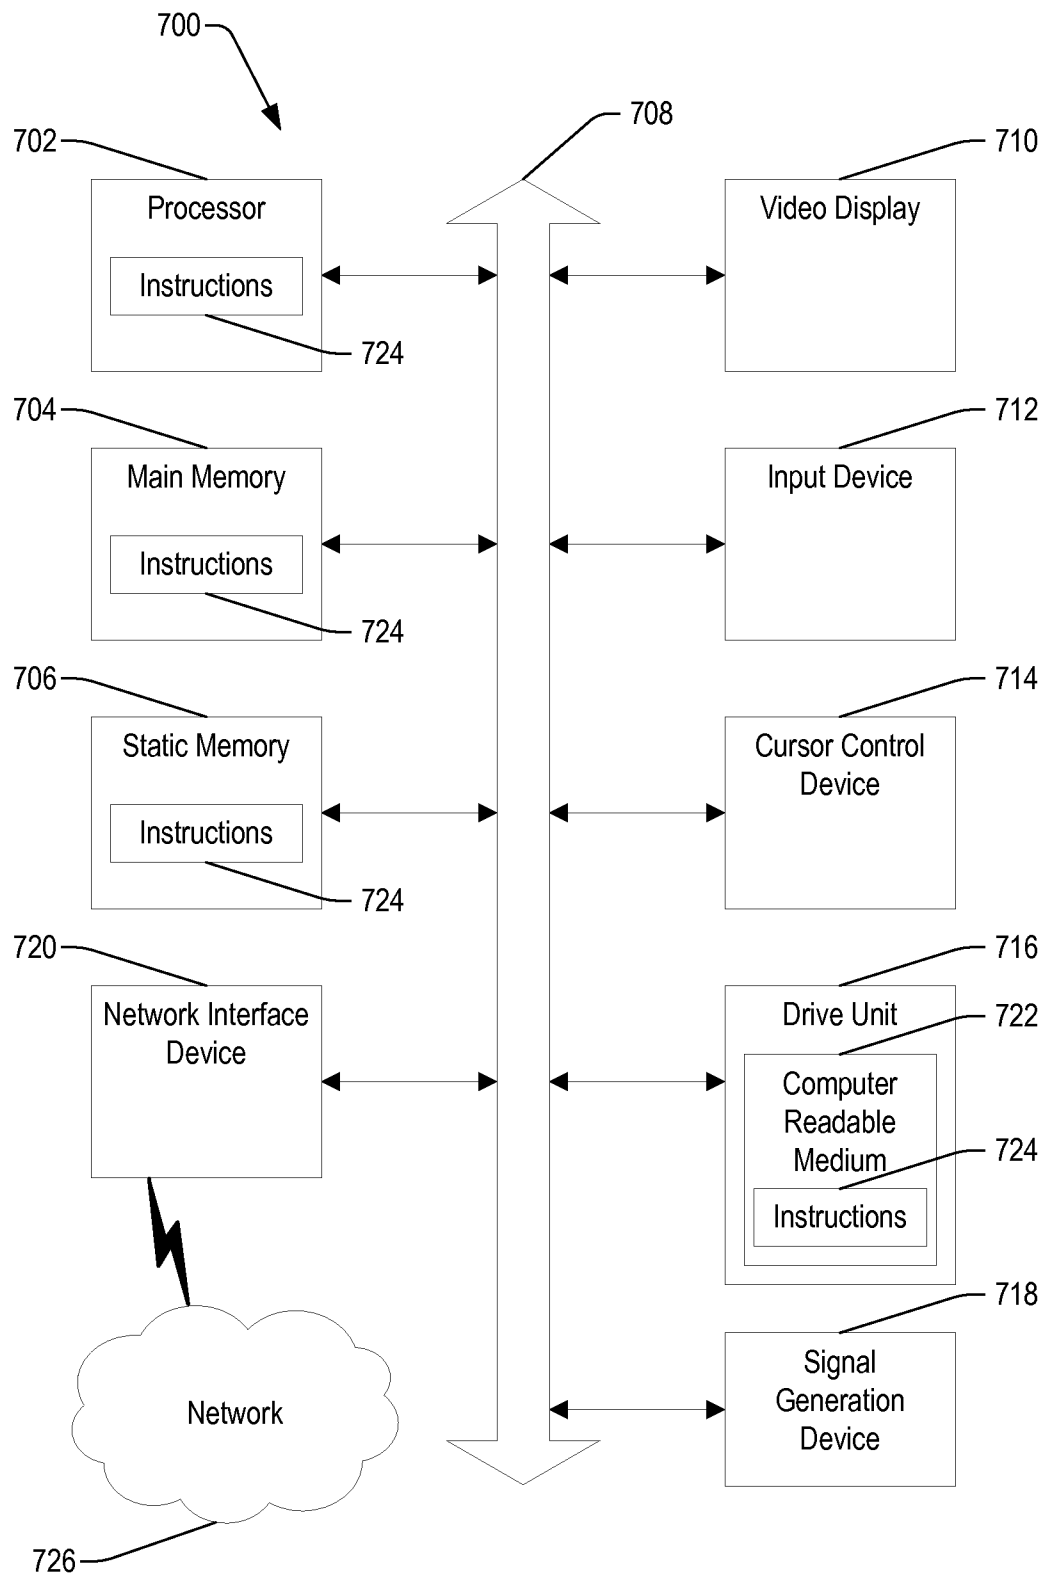 700
708
702
Processor
Instructions
724
710
Video Display
704
Main Memory
Instructions
724
712
Input Device
706
Static Memory
Instructions
724
714
Cursor Control
Device
720
Network Interface
Device
716
Drive Unit
722
Computer
Readable
Medium
724
Instructions
718
Signal
Generation
Device
Network
726